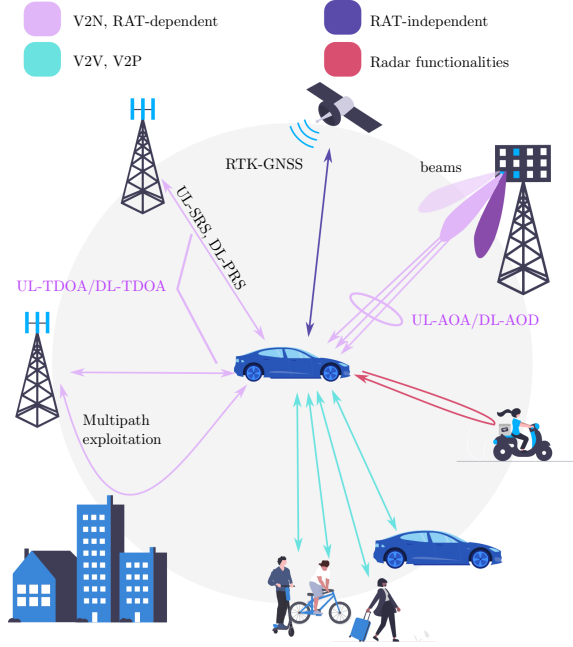 V2N, RAT-dependent
RAT-independent
V2V, V2P
Radar functionalities
RTK-GNSS
beams
UL-SRS, DL-PRS
UL-TDOA/DL-TDOA
UL-AOA/DL-AOD
Multipath
exploitation